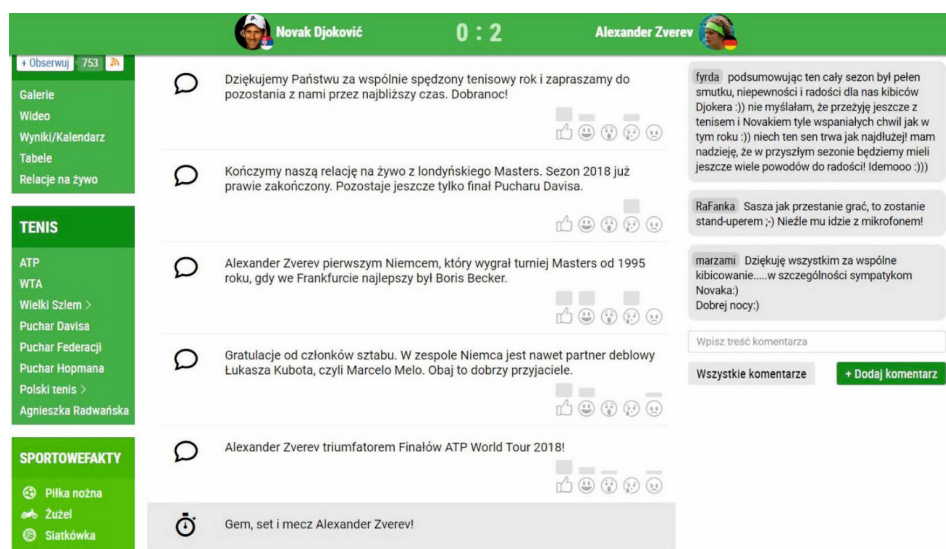 Novak Djoković
0 : 2
Alexander Zverev
+ Obserwuj 753
Galerie
Wideo
Wyniki/Kalendarz
Tabele
Relacje na żywo
TENIS
ATP
WTA
Wielki Szlem >
Puchar Davisa
Puchar Federacji
Puchar Hopmana
Polski tenis >
Agnieszka Radwańska
SPORTOWEFAKTY
Piłka nożna
Żużel
Siatkówka
Dziękujemy Państwu za wspólnie spędzony tenisowy rok i zapraszamy do
pozostania z nami przez najbliższy czas. Dobranoc!
Kończymy naszą relację na żywo z londyńskiego Masters. Sezon 2018 już
prawie zakończony. Pozostaje jeszcze tylko finał Pucharu Davisa.
Alexander Zverev pierwszym Niemcem, który wygrał turniej Masters od 1995
roku, gdy we Frankfurcie najlepszy był Boris Becker.
Gratulacje od członków sztabu. W zespole Niemca jest nawet partner deblowy
Łukasza Kubota, czyli Marcelo Melo. Obaj to dobrzy przyjaciele.
Alexander Zverev triumfatorem Finałów ATP World Tour 2018!
Gem, set i mecz Alexander Zverev!
fyrda podsumowując ten cały sezon był pełen
smutku, niepewności i radości dla nas kibiców
Djokera :)) nie myślałam, że przeżyję jeszcze z
tenisem i Novakiem tyle wspaniałych chwil jak w
tym roku :)) niech ten sen trwa jak najdłużej! mam
nadzieję, że w przyszłym sezonie będziemy mieli
jeszcze wiele powodów do radości! Idemooo :)))
RaFanka Sasza jak przestanie grać, to zostanie
stand-uperem ;-) Nieźle mu idzie z mikrofonem!
marzami Dziękuję wszystkim za wspólne
kibicowanie.....w szczególności sympatykom
Novaka:)
Dobrej nocy:)
Wpisz treść komentarza
Wszystkie komentarze
+ Dodaj komentarz